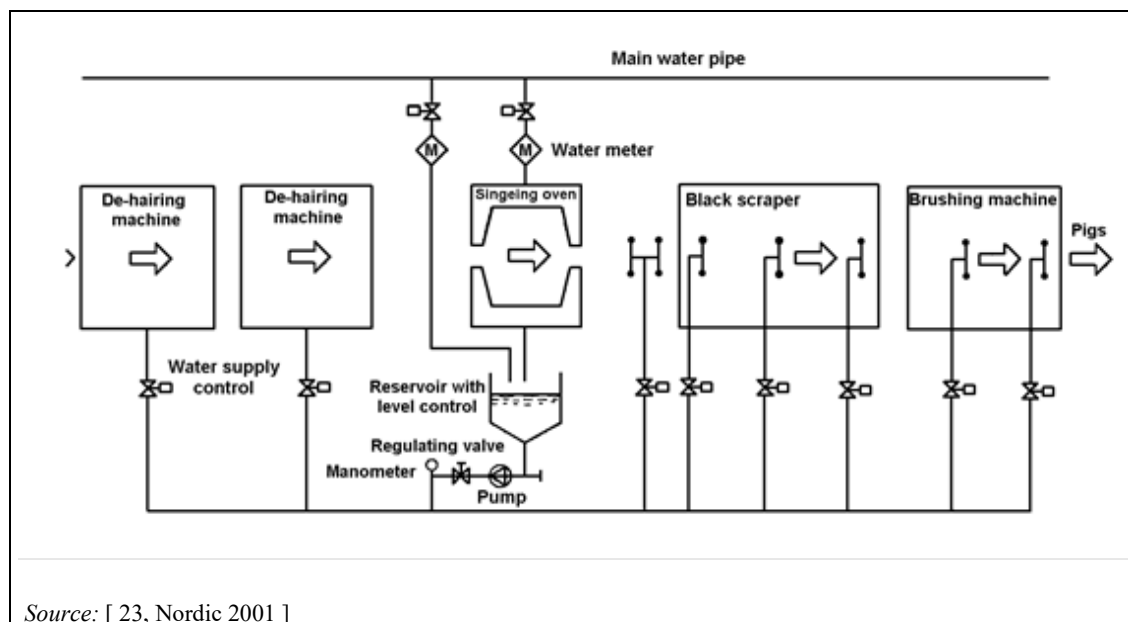 Main water pipe
M
M
Water meter
De-hairing
machine
De-hairing
machine
Singeing oven
Black scraper
Brushing machine
Pigs
Water supply
control
Reservoir with
level control
Regulating valve
Manometer
Pump
Source: [ 23, Nordic 2001 ]